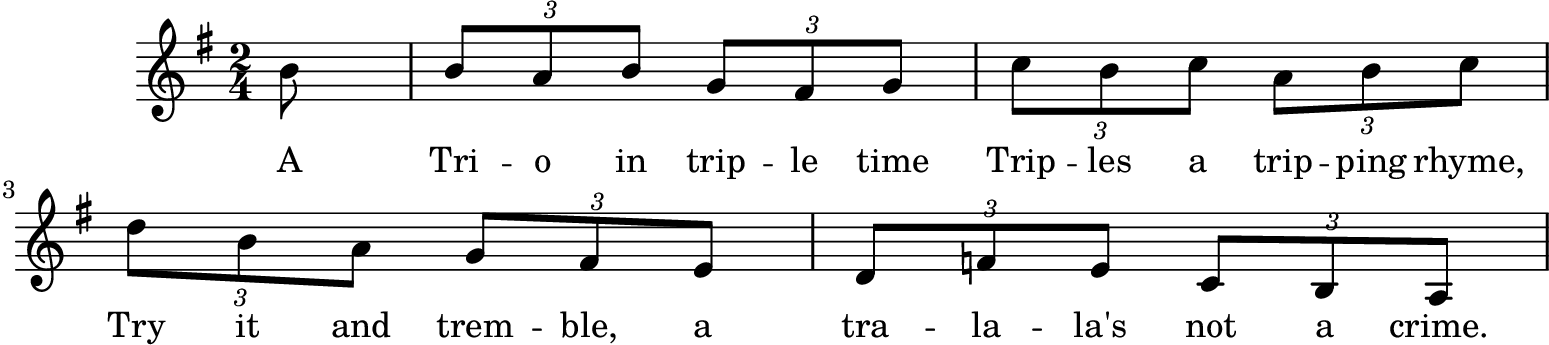 2 4 3 3 3 3
A Tri - o in trip - le time Trip - les a trip - ping rhyme,
3
3 3 3 3
Try it and trem - ble, a tra - la - la's not a crime.